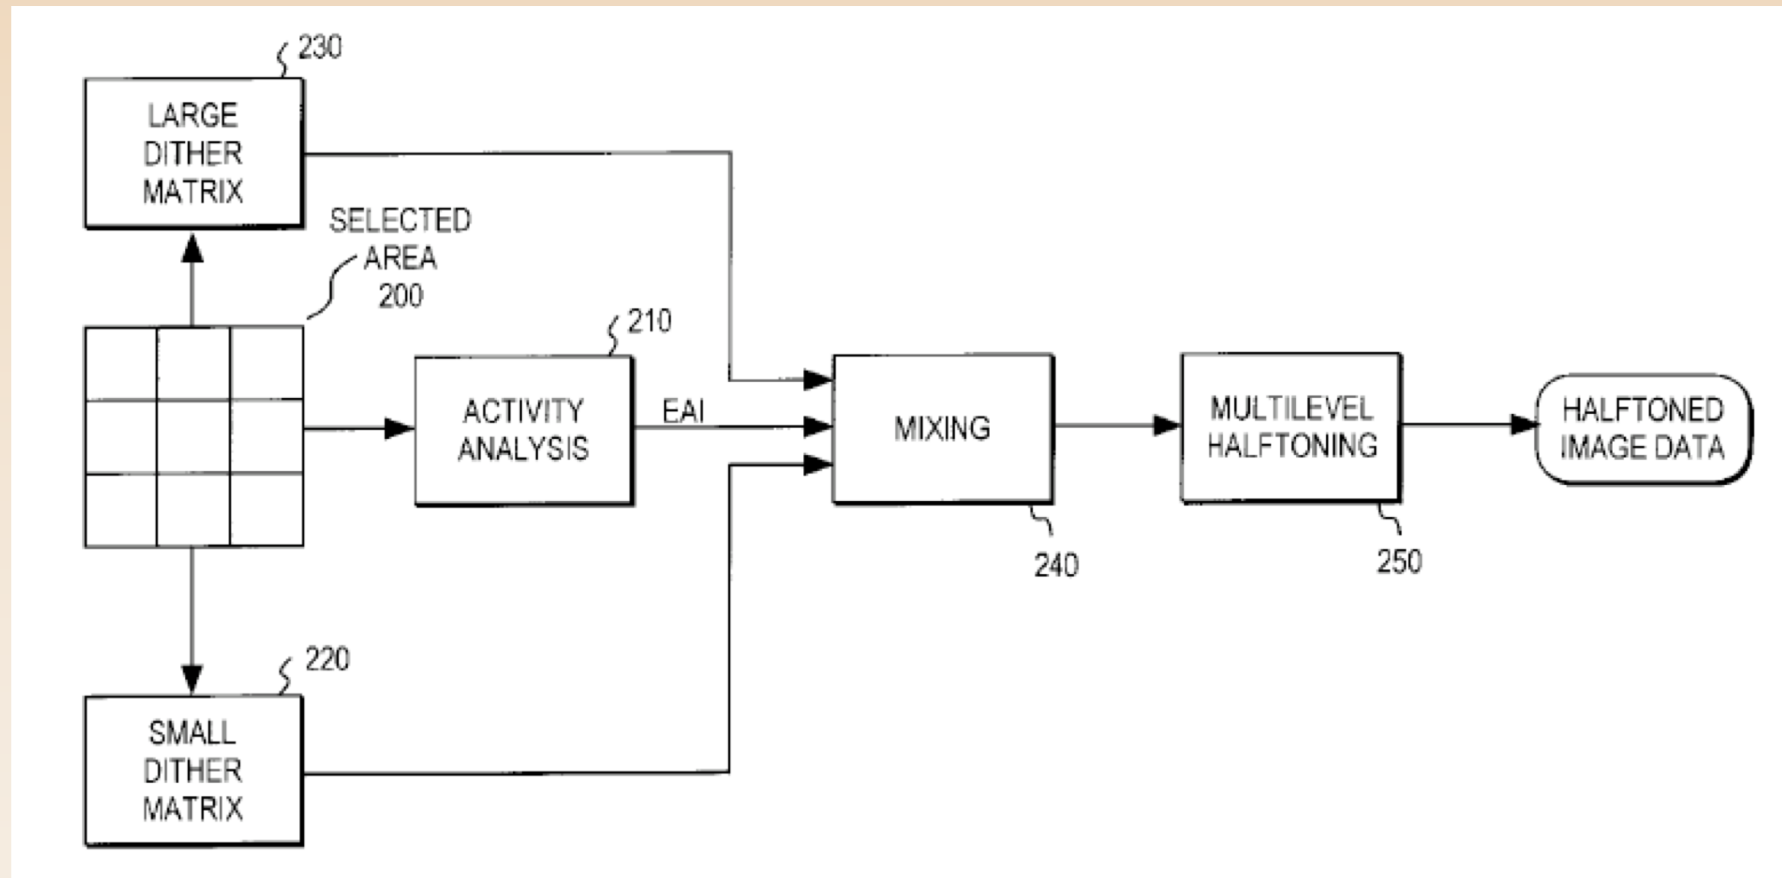 230
LARGE
DITHER
MATRIX
SELECTED
AREA
200
210
ACTIVITY
ANALYSIS
EAI
MIXING
240
MULTILEVEL
HALFTONING
250
HALFTONED
IMAGE DATA
220
SMALL
DITHER
MATRIX